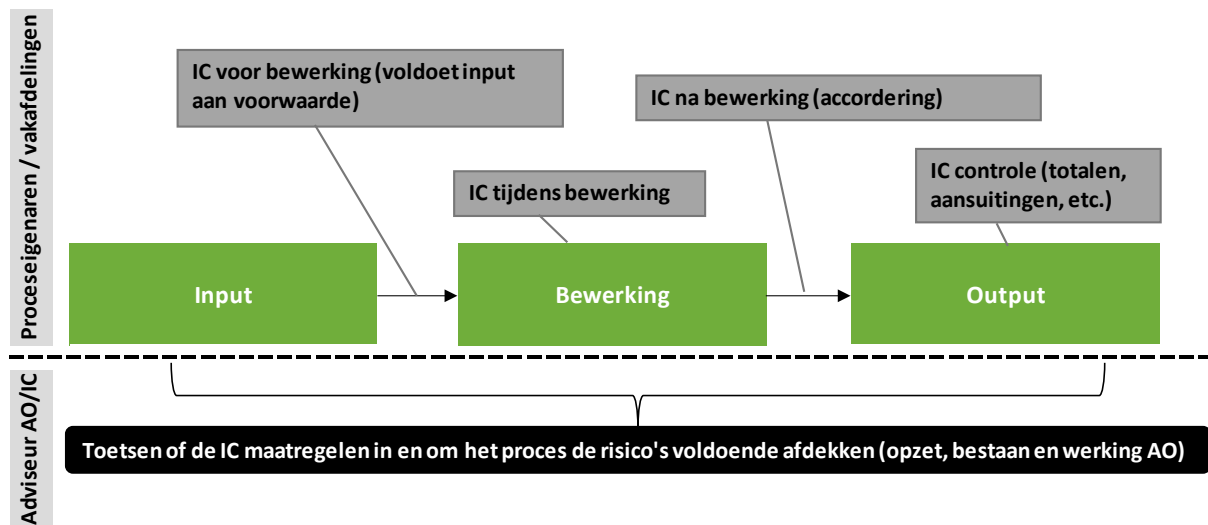 Proceseigenaren / vakafdelingen
IC voor bewerking (voldoet input
aan voorwaarde)
IC na bewerking (accordering)
IC tijdens bewerking
IC controle (totalen,
aansuitingen, etc.)
Input
Bewerking
Output
Adviseur AO/IC
Toetsen of de IC maatregelen in en om het proces de risico's voldoende afdekken (opzet, bestaan en werking AO)